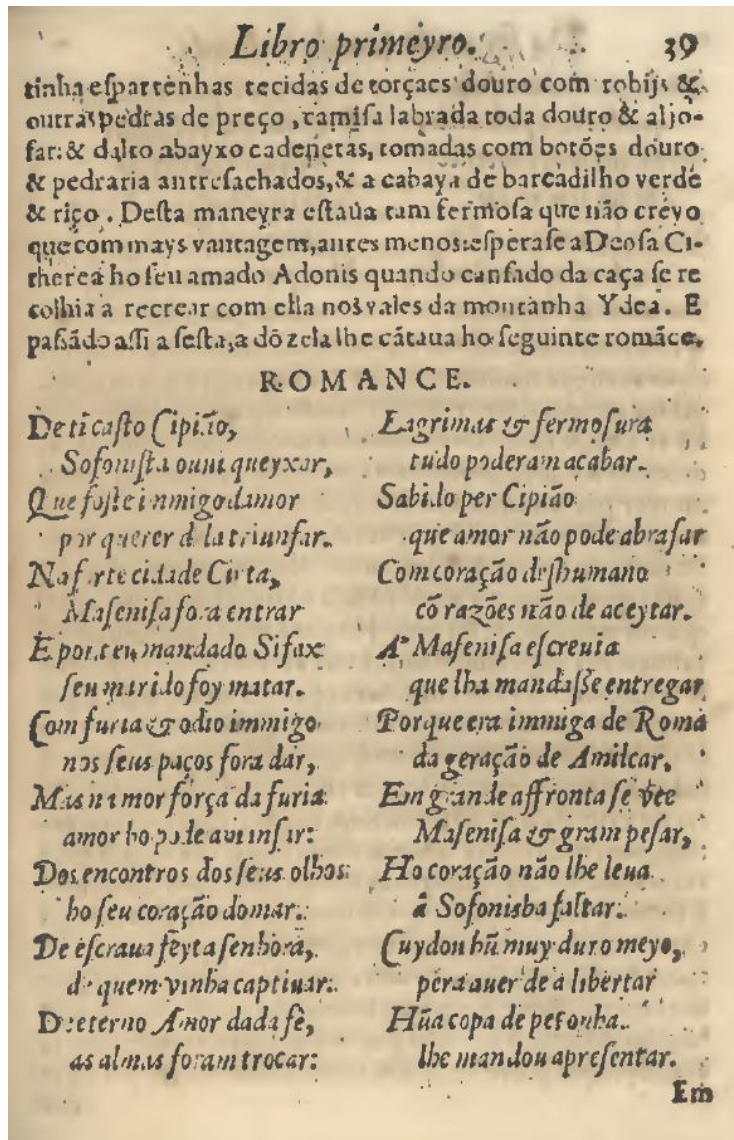 Libro primeyro. 39
tinha eſpartenhas tecidas de torçaes douro com robijs &
outras pedras de preço, camiſa labrada toda douro & aljo-
far: & dalto abayxo cadenetas, tomadas com botões douro
& pedraria antreſachados, & a cabaya de barcadilho verde
& riço. Deſta maneyra eſtaua tam fermoſa que não creyo
que com mays vantagem, antes menos: eſperaſe a Deoſa Ci-
therea ho ſeu amado Adonis quando canſado da caça ſe re
colhia a recrear com ella nos vales da montanha Ydea. E
paſsãdo aſſi a ſeſta, a dõzela lhe cãtaua ho ſeguinte romãce.
ROMANCE.
De ti caſto Cipião,
Sofoniſta ouui queyxar,
Que foſte inmigo damor
por querer dela triunfar.
Na forte cidade Cirta,
Maſeniſa fora entrar
E por teu mandado Sifax
ſeu marido foy matar.
Com furia & odio immigo
nos ſeus paços fora dar,
Mas na mor força da furia
amor ho pode amanſar:
Dos encontros dos ſeus olhos
ho ſeu coração domar.
De eſcraua feyta ſenhora,
de quem vinha captiuar.
De eterno Amor dada fê,
as almas foram trocar:
Lagrimas & fermoſura
tudo poderam acabar.
Sabido per Cipião
que amor não pode abraſar
Com coração deſhumano
cõ razões não de aceytar.
A Maſeniſa eſcreuia
que lha mandaſſe entregar
Porque era immiga de Roma
da geração de Amilcar.
Em grande affronta ſe vee
Maſeniſa & gram peſar,
Ho coração não lhe leua
â Sofonisba faltar.
Cuydou hũ muy duro meyo,
pera auer de a libertar
Hũa copa de peçonha
lhe mandou apreſentar.
Em